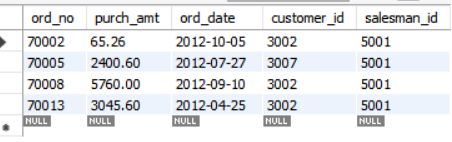 ord_no purch_amt ord_date customer_id salesman_id
70002 65.26 2012-10-05 3002 5001
70005 2400.60 2012-07-27 3007 5001
70008 5760.00 2012-09-10 3002 5001
70013 3045.60 2012-04-25 3002 5001
NULL NULL NULL NULL NULL